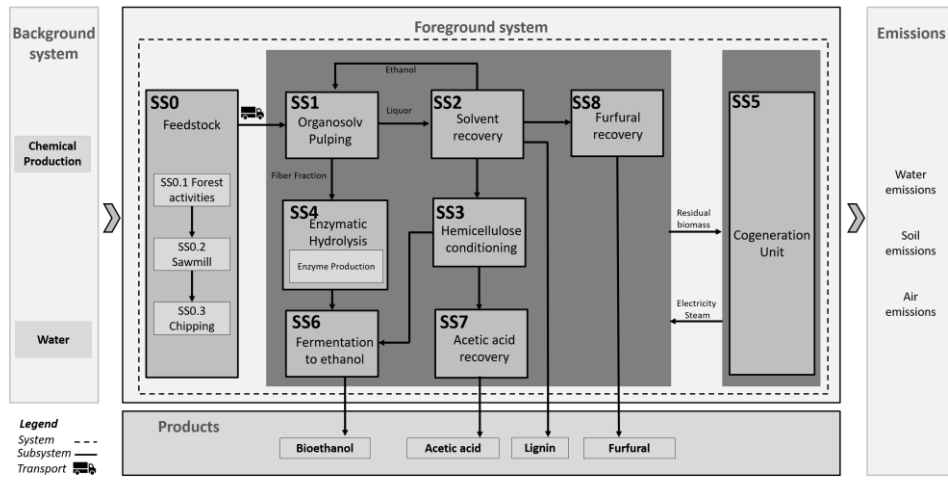 Background
system
Chemical
Production
Water
Foreground system
SS0
Feedstock
SS0.1 Forest
activities
SS0.2
Sawmill
SS0.3
Chipping
Ethanol
SS1
Organosolv
Pulping
Liquor
SS2
Solvent
recovery
SS8
Furfural
recovery
Fiber Fraction
SS4
Enzymatic
Hydrolysis
Enzyme Production
SS3
Hemicellulose
conditioning
SS6
Fermentation
to ethanol
SS7
Acetic acid
recovery
Residual
biomass
Electricity
Steam
SS5
Cogeneration
Unit
Emissions
Water
emissions
Soil
emissions
Air
emissions
Products
Bioethanol
Acetic acid
Lignin
Furfural
Legend
System
Subsystem
Transport